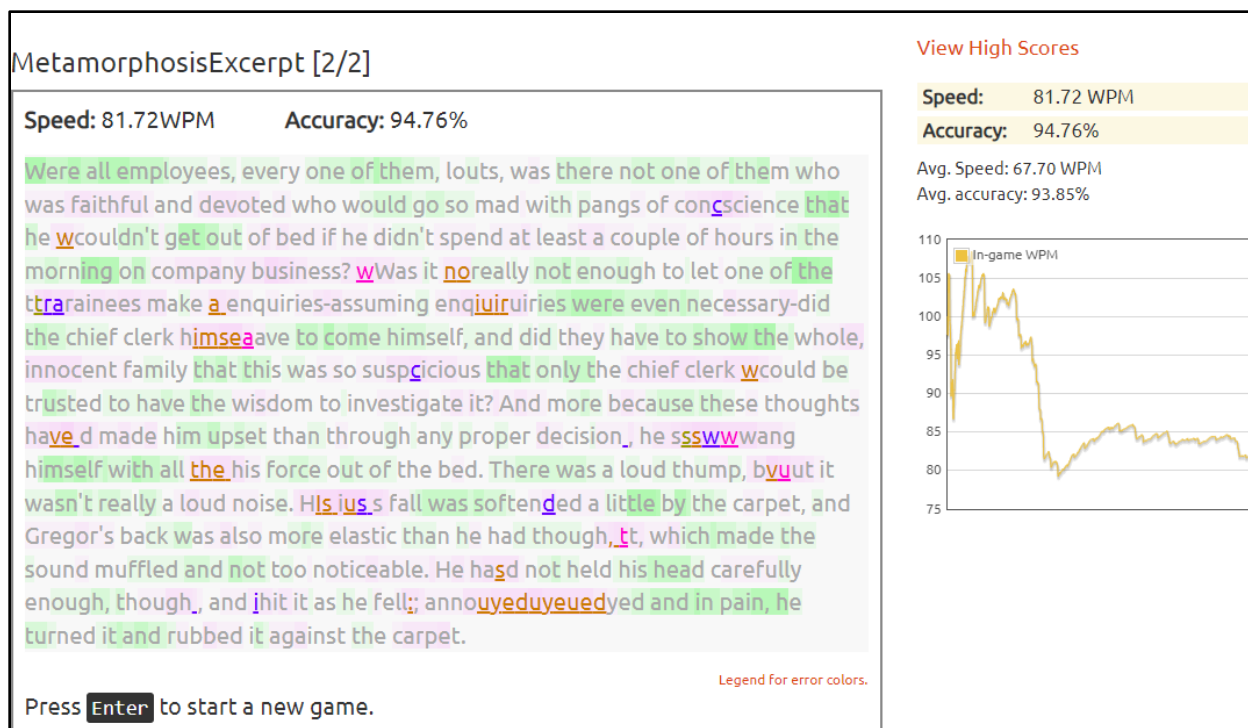 MetamorphosisExcerpt [2/2]
Speed: 81.72WPM Accuracy: 94.76%
Were all employees, every one of them, louts, was there not one of them who
was faithful and devoted who would go so mad with pangs of concscience that
he wcouldn't get out of bed if he didn't spend at least a couple of hours in the
morning on company business? wWas it noreally not enough to let one of the
ttrarainees make a enquiries-assuming enqiuiruiries were even necessary-did
the chief clerk himseaave to come himself, and did they have to show the whole,
innocent family that this was so suspcicious that only the chief clerk wcould be
trusted to have the wisdom to investigate it? And more because these thoughts
have d made him upset than through any proper decision , he ssswwwang
himself with all the his force out of the bed. There was a loud thump, bvuut it
wasn't really a loud noise. HIs ius s fall was softended a little by the carpet, and
Gregor's back was also more elastic than he had though, tt, which made the
sound muffled and not too noticeable. He hasd not held his head carefully
enough, though , and ihit it as he fell:; annouyeduyeuedyed and in pain, he
turned it and rubbed it against the carpet.
Legend for error colors.
Press Enter to start a new game.
View High Scores
Speed: 81.72 WPM
Accuracy: 94.76%
Avg. Speed: 67.70 WPM
Avg. accuracy: 93.85%
In-game WPM
110
105
100
95
90
85
80
75